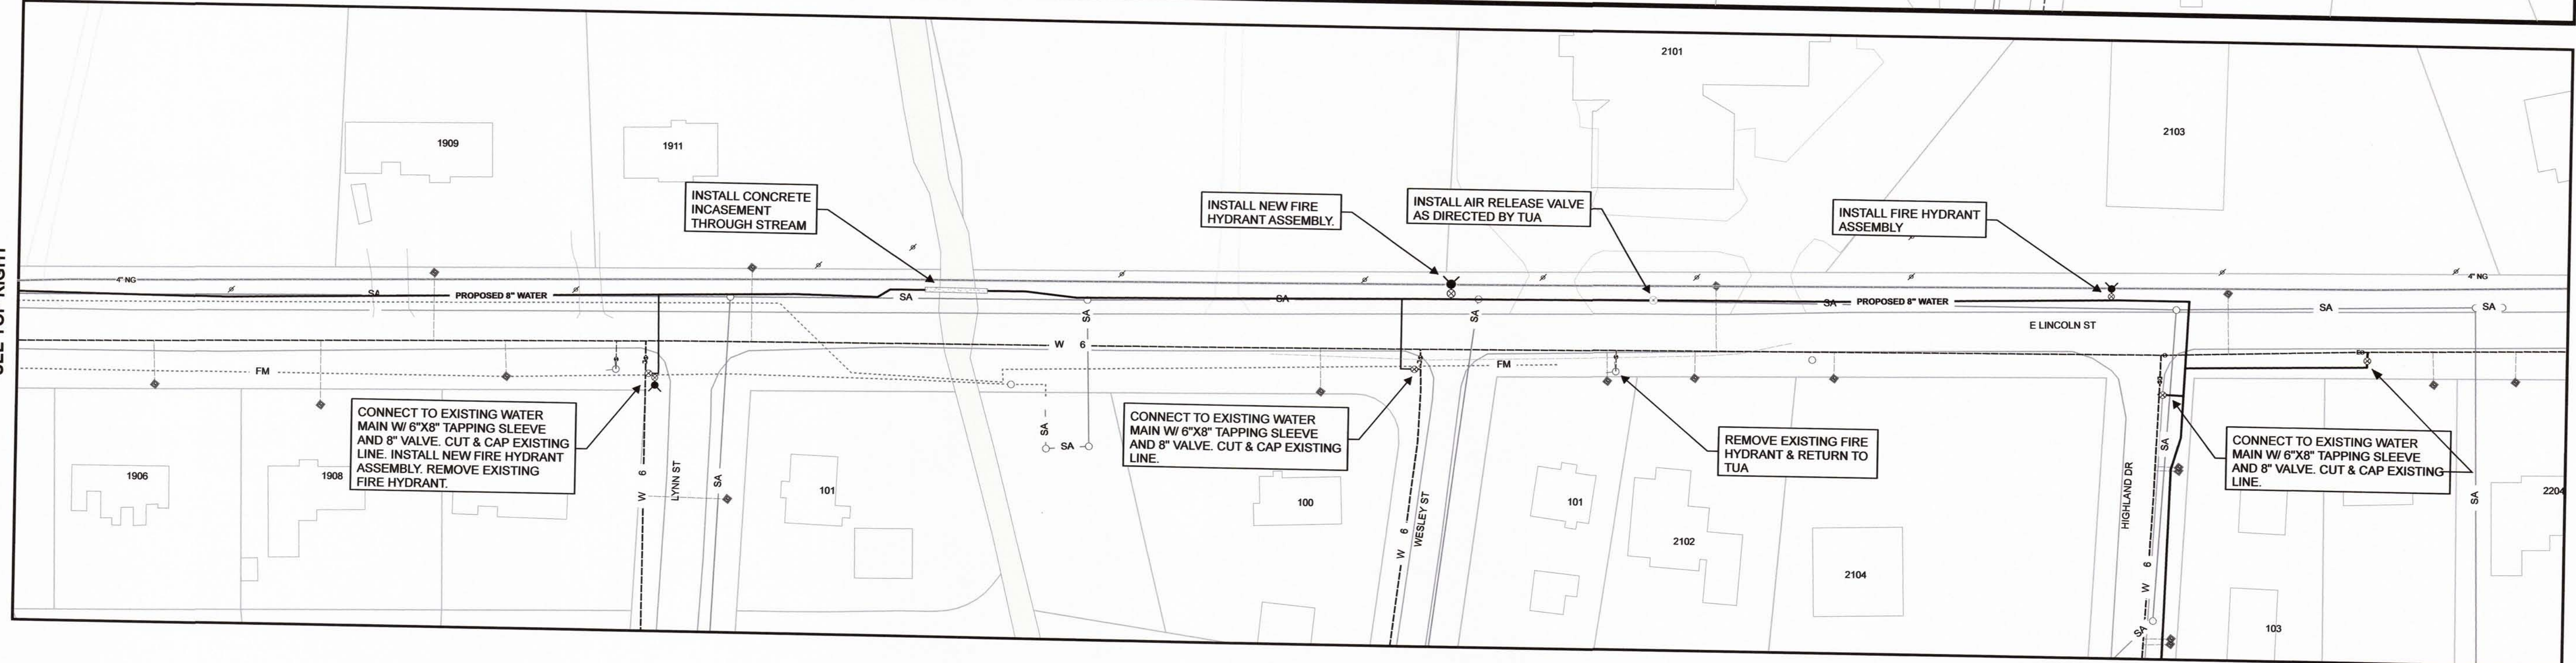 2101
2103
1909
1911
INSTALL CONCRETE
INCASEMENT
THROUGH STREAM
INSTALL NEW FIRE
HYDRANT ASSEMBLY.
INSTALL AIR RELEASE VALVE
AS DIRECTED BY TUA
INSTALL FIRE HYDRANT
ASSEMBLY
4" NG
4" NG
SA
PROPOSED 8" WATER
SA
SA
SA
PROPOSED 8" WATER
SA
SA
SA
SA
E LINCOLN ST
W 6
FM
FM
CONNECT TO EXISTING WATER
MAIN W/ 6"X8" TAPPING SLEEVE
AND 8" VALVE. CUT & CAP EXISTING
LINE. INSTALL NEW FIRE HYDRANT
ASSEMBLY. REMOVE EXISTING
FIRE HYDRANT.
CONNECT TO EXISTING WATER
MAIN W/ 6"X8" TAPPING SLEEVE
AND 8" VALVE. CUT & CAP EXISTING
LINE.
REMOVE EXISTING FIRE
HYDRANT & RETURN TO
TUA
CONNECT TO EXISTING WATER
MAIN W/ 6"X8" TAPPING SLEEVE
AND 8" VALVE. CUT & CAP EXISTING
LINE.
SA
SA
SA
1906
1908
W 6
LYNN ST
SA
101
100
W 6
WESLEY ST
101
2102
2104
HIGHLAND DR
W 6
SA
SA
103
2204